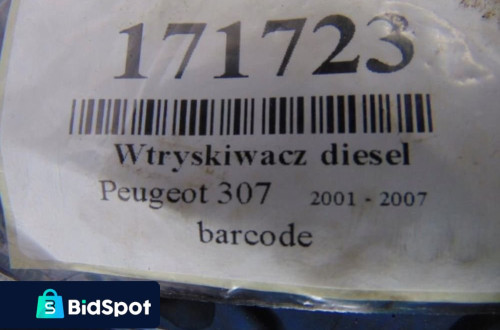 171723
Wtryskiwacz diesel
Peugeot 307 2001 - 2007
barcode
S
BidSpot